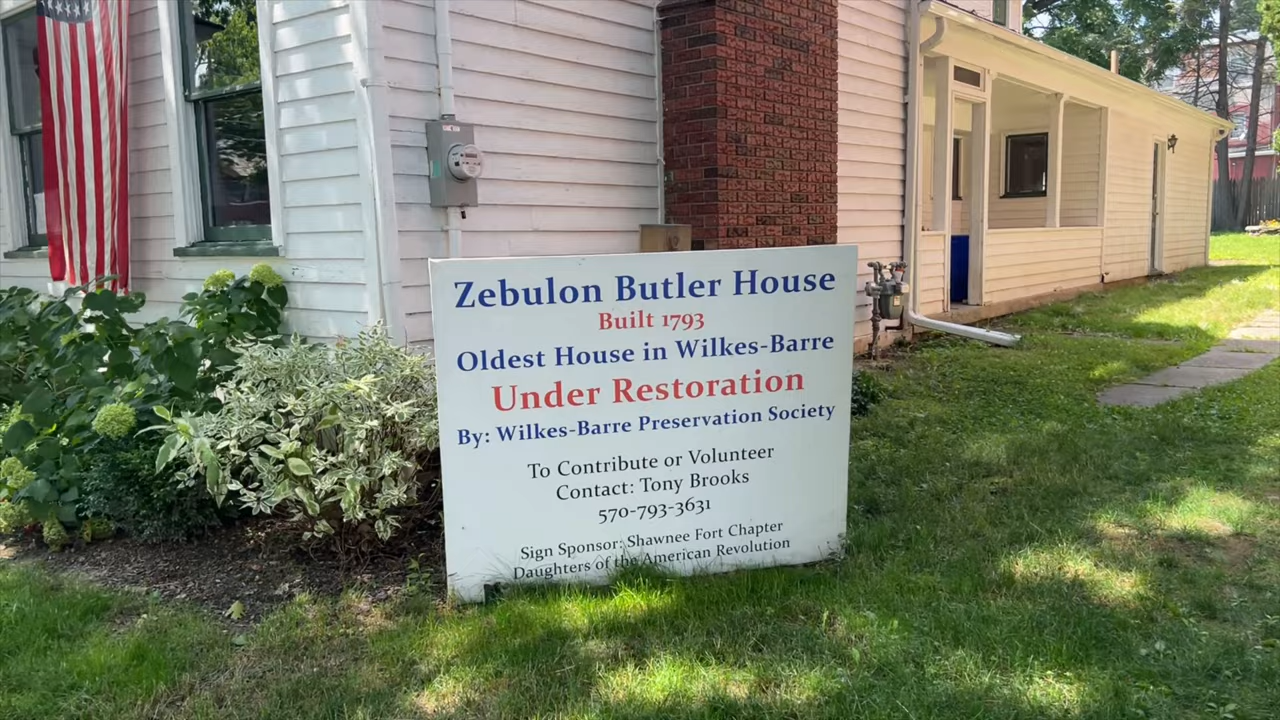 Zebulon Butler House
Built 1793
Oldest House in Wilkes-Barre
Under Restoration
By: Wilkes-Barre Preservation Society
To Contribute or Volunteer
Contact: Tony Brooks
570-793-3631
Sign Sponsor: Shawnee Fort Chapter
Daughters of the American Revolution